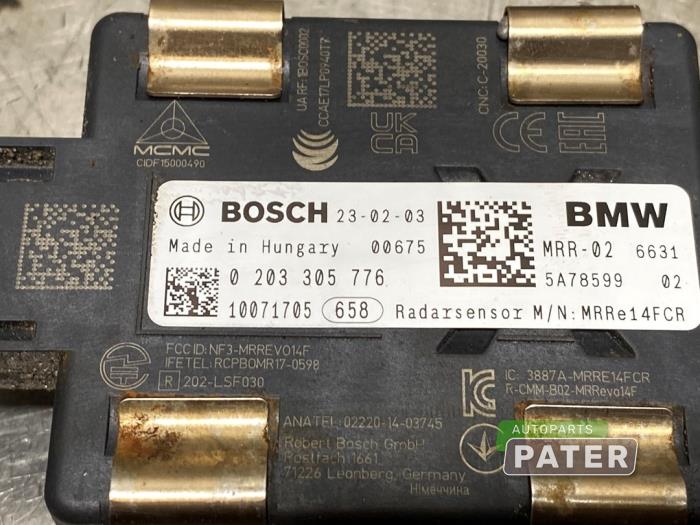 UA RF: 1BOSC0002
CCAE17LP0940T7
CNC: C-20030
MCMC
CIDF15000490
UK
CA
CE
EAC
BOSCH 23-02-03
BMW
Made in Hungary 00675
MRR-02 6631
0 203 305 776
5A78599 02
10071705 658 Radarsensor M/N: MRRe14FCR
FCC ID: NF3-MRREVO14F
IFETEL: RCPBOMR17-0598
R 202-LSF030
IC: 3887A-MRRE14FCR
R-CMM-B02-MRRevo14F
ANATEL: 02220-14-03745
Robert Bosch GmbH
Postfach 1661
71226 Leonberg, Germany
Німеччина
AUTOPARTS
PATER